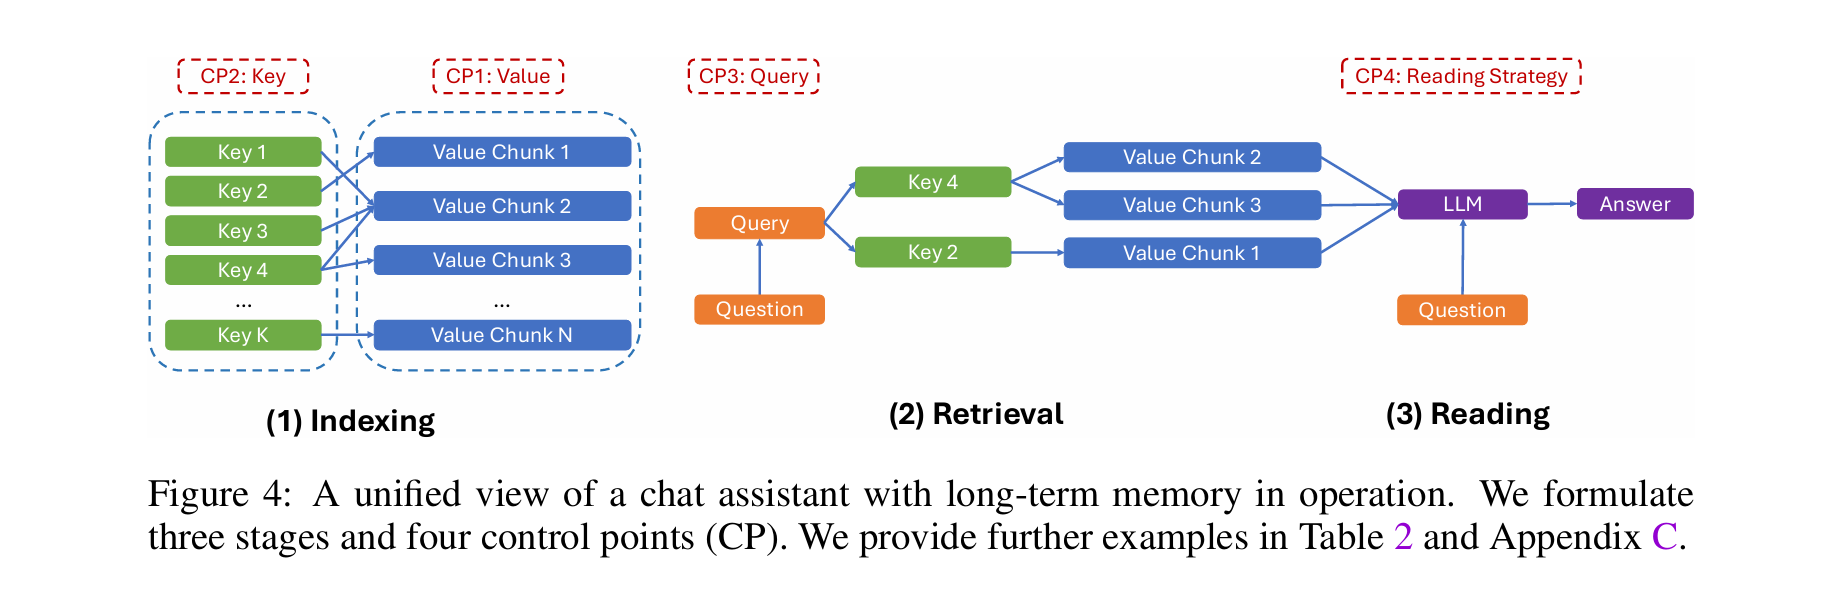 CP2: Key
CP1: Value
CP3: Query
CP4: Reading Strategy
Key 1
Key 2
Key 3
Key 4
...
Key K
Value Chunk 1
Value Chunk 2
Value Chunk 3
...
Value Chunk N
Query
Question
Key 4
Key 2
Value Chunk 2
Value Chunk 3
Value Chunk 1
LLM
Answer
Question
(1) Indexing
(2) Retrieval
(3) Reading
Figure 4: A unified view of a chat assistant with long-term memory in operation. We formulate
three stages and four control points (CP). We provide further examples in Table 2 and Appendix C.